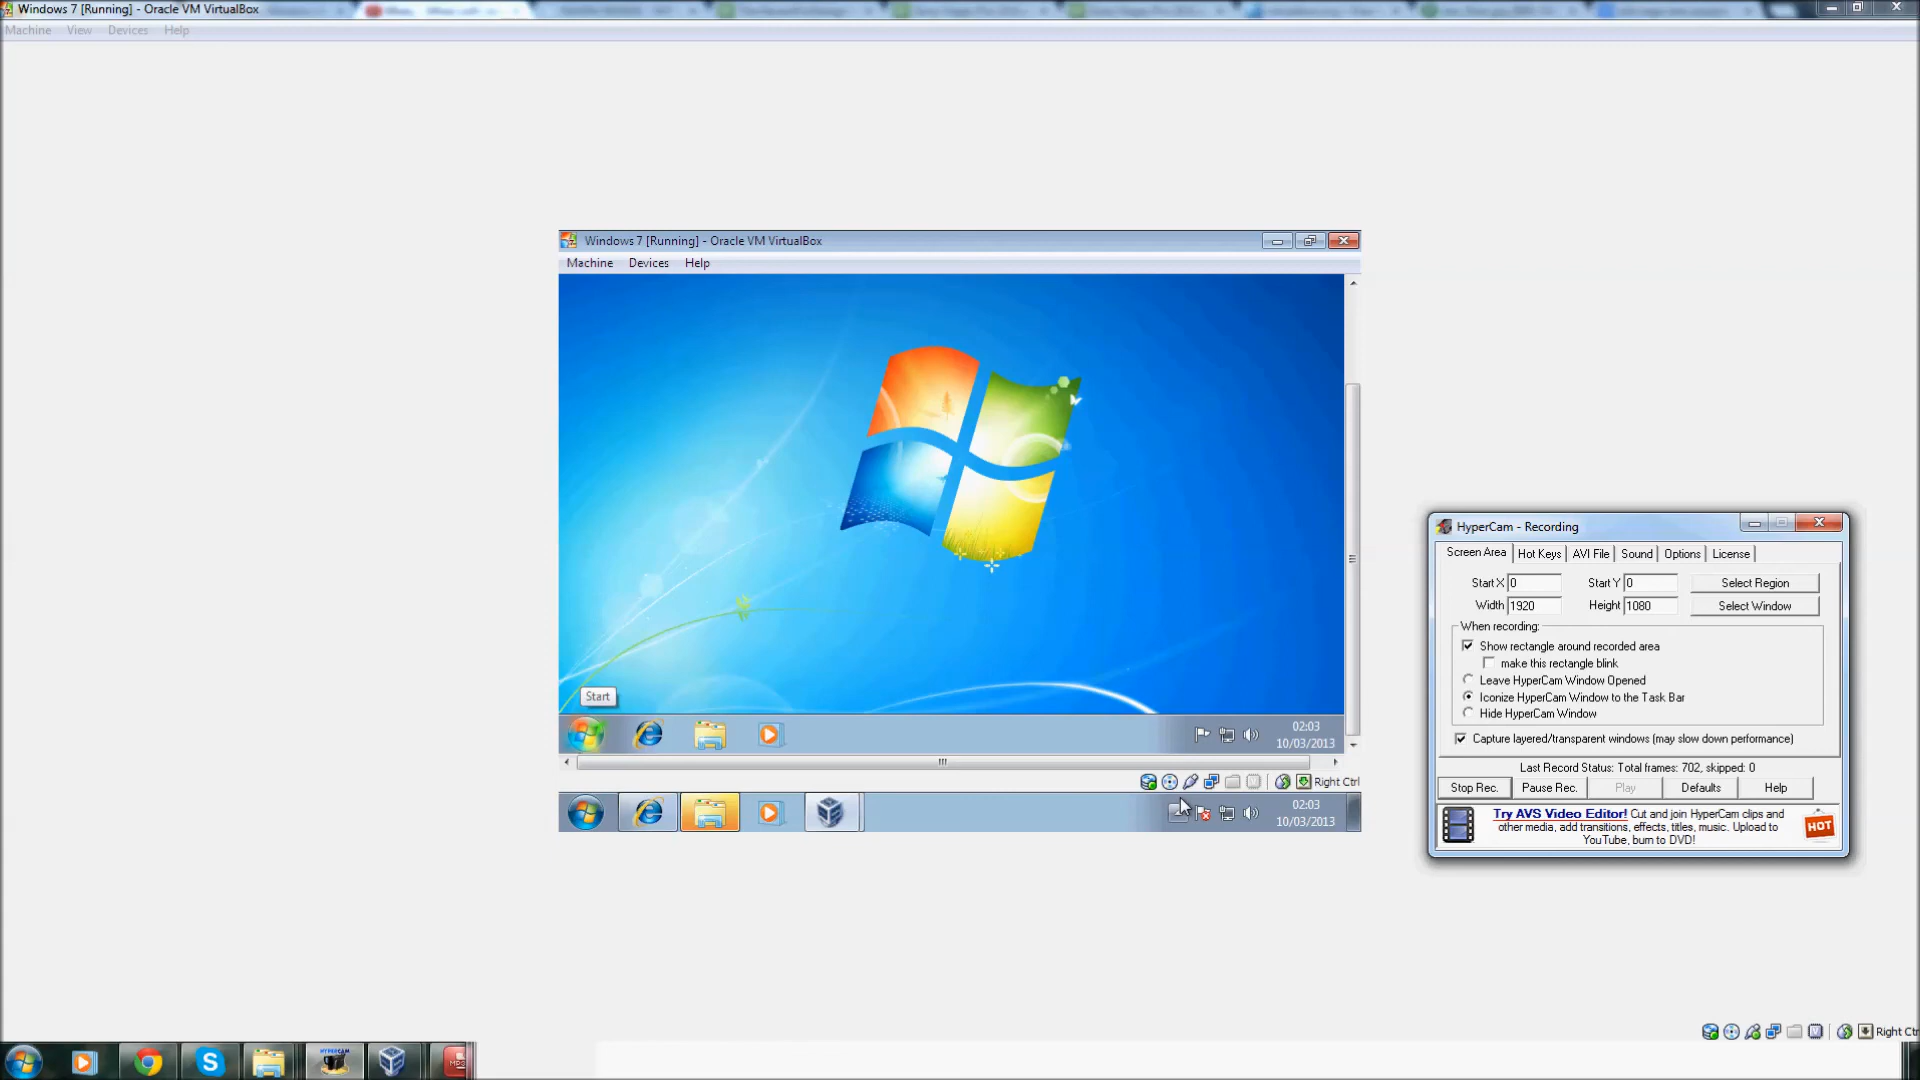 Windows 7 [Running] - Oracle VM VirtualBox
Machine View Devices Help
Windows 7 [Running] - Oracle VM VirtualBox
Machine Devices Help
Start
02:03
10/03/2013
Right Ctrl
02:03
10/03/2013
HyperCam - Recording
Screen Area Hot Keys AVI File Sound Options License
Start X 0 Start Y 0 Select Region
Width 1920 Height 1080 Select Window
When recording:
Show rectangle around recorded area
make this rectangle blink
Leave HyperCam Window Opened
Iconize HyperCam Window to the Task Bar
Hide HyperCam Window
Capture layered/transparent windows (may slow down performance)
Last Record Status: Total frames: 702, skipped: 0
Stop Rec. Pause Rec. Play Defaults Help
Try AVS Video Editor! Cut and join HyperCam clips and
other media, add transitions, effects, titles, music. Upload to
YouTube, burn to DVD!
HOT
Right Ctr
HYPERCAM
MP3